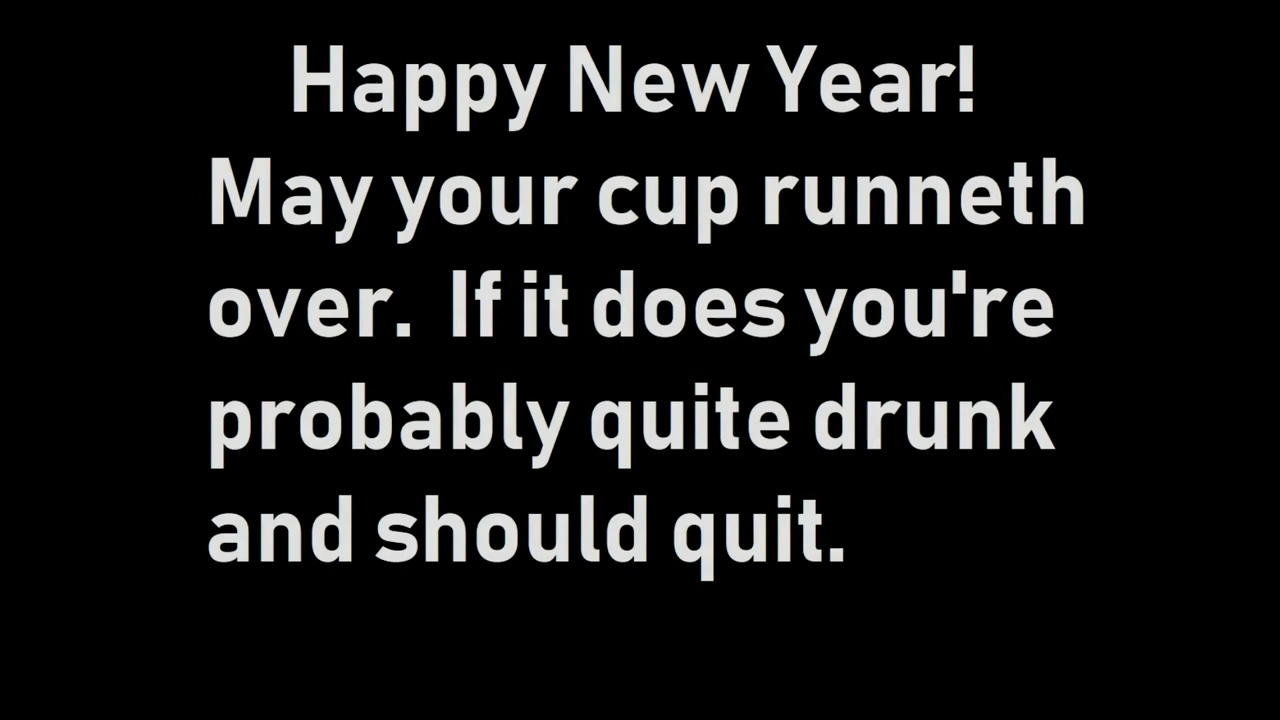 Happy New Year!
May your cup runneth
over.  If it does you're
probably quite drunk
and should quit.